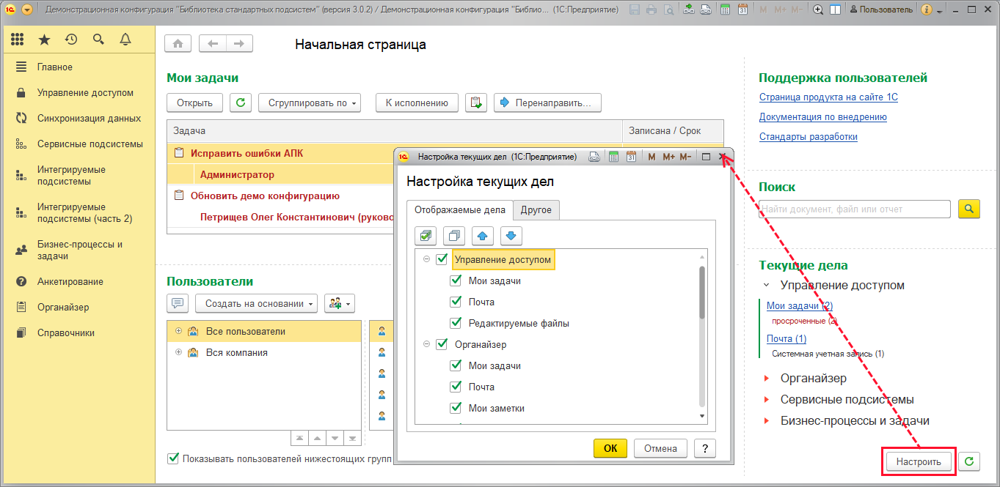 Демонстрационная конфигурация "Библиотека стандартных подсистем" (версия 3.0.2) / Демонстрационная конфигурация "Библио... (1С:Предприятие)
M M+ M-
Пользователь
Начальная страница
Главное
Управление доступом
Синхронизация данных
Сервисные подсистемы
Интегрируемые
подсистемы
Интегрируемые
подсистемы (часть 2)
Бизнес-процессы и
задачи
Анкетирование
Органайзер
Справочники
Мои задачи
Открыть
Сгруппировать по
К исполнению
Перенаправить...
Задача
Записана / Срок
Исправить ошибки АПК
Администратор
Обновить демо конфигурацию
Петрищев Олег Константинович (руково
Пользователи
Создать на основании
Все пользователи
Вся компания
Показывать пользователей нижестоящих групп
Настройка текущих дел (1С:Предприятие)
31
M M+ M-
Настройка текущих дел
Отображаемые дела
Другое
Управление доступом
Мои задачи
Почта
Редактируемые файлы
Органайзер
Мои задачи
Почта
Мои заметки
ОК
Отмена
?
Поддержка пользователей
Страница продукта на сайте 1С
Документация по внедрению
Стандарты разработки
Поиск
Найти документ, файл или отчет
Текущие дела
Управление доступом
Мои задачи (2)
просроченные (2)
Почта (1)
Системная учетная запись (1)
Органайзер
Сервисные подсистемы
Бизнес-процессы и задачи
Настроить